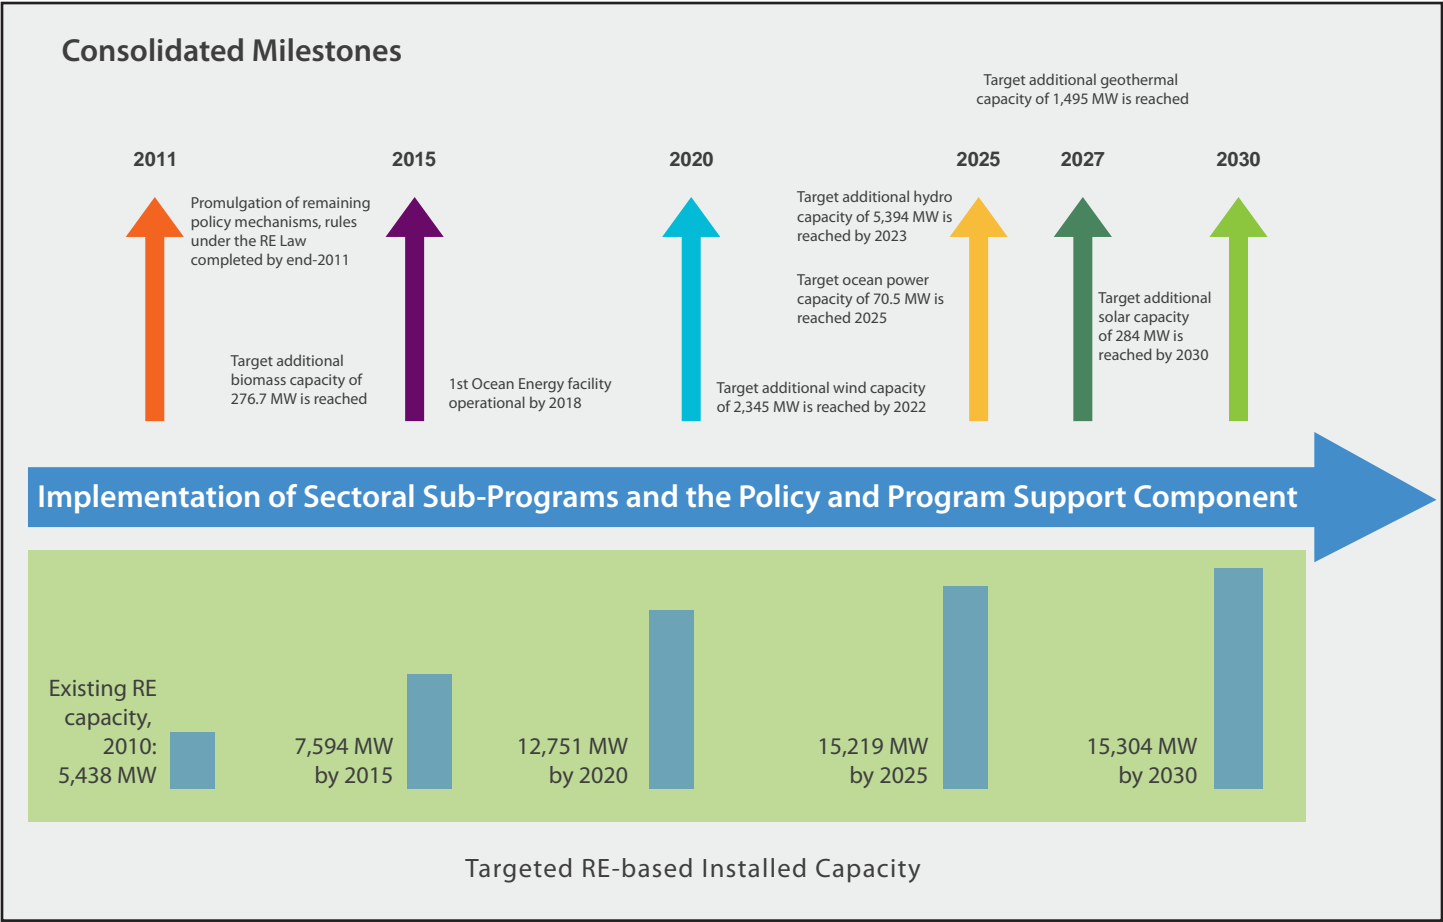 Consolidated Milestones
Target additional geothermal
capacity of 1,495 MW is reached
2011
2015
2020
2025
2027
2030
Promulgation of remaining
policy mechanisms, rules
under the RE Law
completed by end-2011
Target additional
biomass capacity of
276.7 MW is reached
1st Ocean Energy facility
operational by 2018
Target additional wind capacity
of 2,345 MW is reached by 2022
Target additional hydro
capacity of 5,394 MW is
reached by 2023
Target ocean power
capacity of 70.5 MW is
reached 2025
Target additional
solar capacity
of 284 MW is
reached by 2030
Implementation of Sectoral Sub-Programs and the Policy and Program Support Component
Existing RE
capacity,
2010:
5,438 MW
7,594 MW
by 2015
12,751 MW
by 2020
15,219 MW
by 2025
15,304 MW
by 2030
Targeted RE-based Installed Capacity